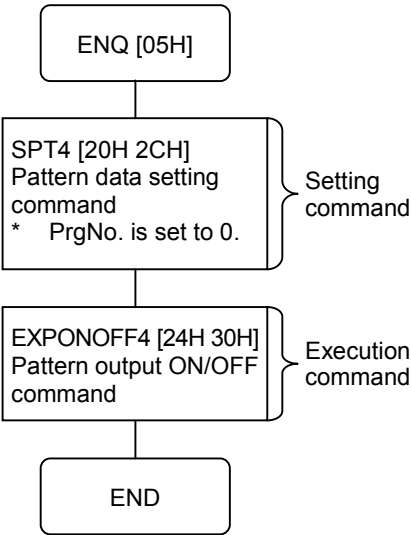 ENQ [05H]
SPT4 [20H 2CH]
Pattern data setting
command
* PrgNo. is set to 0.
Setting
command
EXPONOFF4 [24H 30H]
Pattern output ON/OFF
command
Execution
command
END